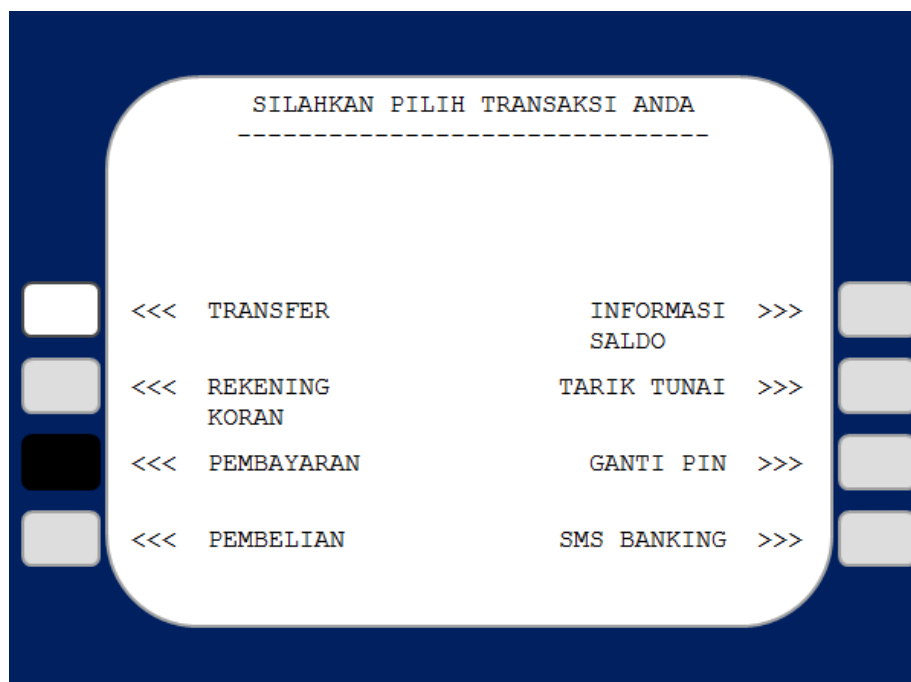 SILAHKAN PILIH TRANSAKSI ANDA
-------------------------------
<<< TRANSFER INFORMASI >>>
SALDO
<<< REKENING TARIK TUNAI >>>
KORAN
<<< PEMBAYARAN GANTI PIN >>>
<<< PEMBELIAN SMS BANKING >>>